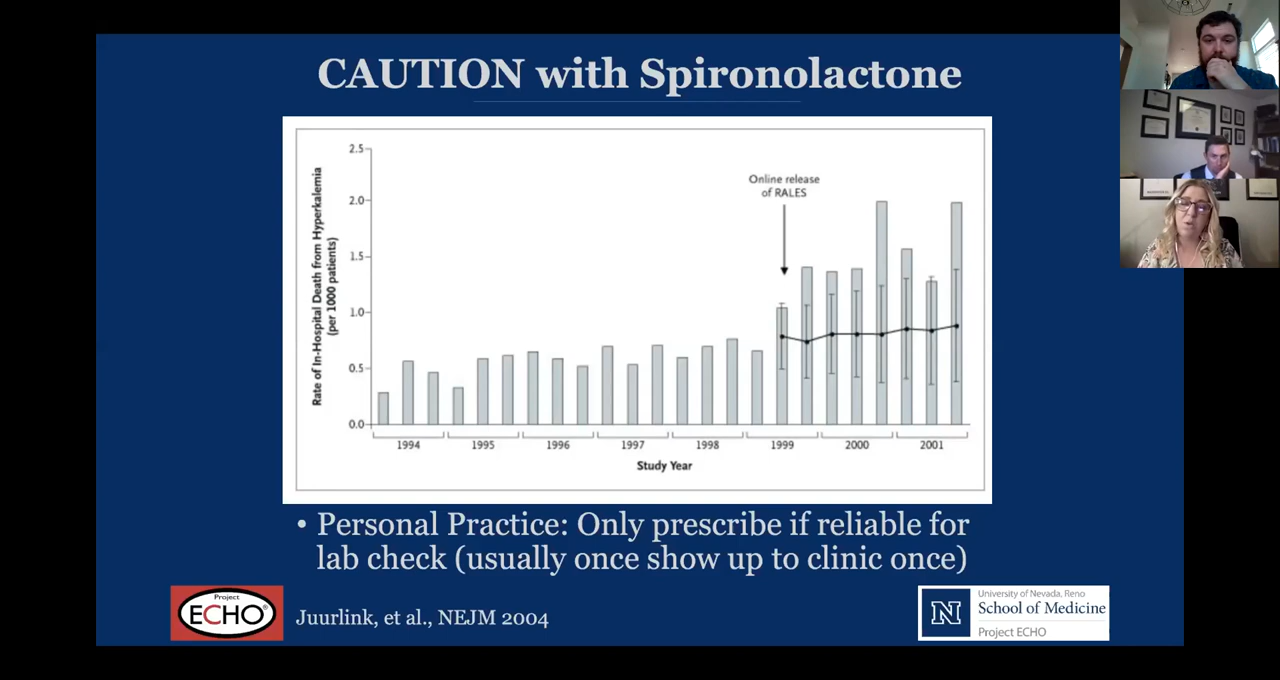 CAUTION with Spironolactone
Rate of In-Hospital Death from Hyperkalemia
(per 1000 patients)
2.5
2.0
1.5
1.0
0.5
0.0
Online release
of RALES
1994 1995 1996 1997 1998 1999 2000 2001
Study Year
• Personal Practice: Only prescribe if reliable for
lab check (usually once show up to clinic once)
Project
ECHO®
Juurlink, et al., NEJM 2004
N
University of Nevada, Reno
School of Medicine
Project ECHO